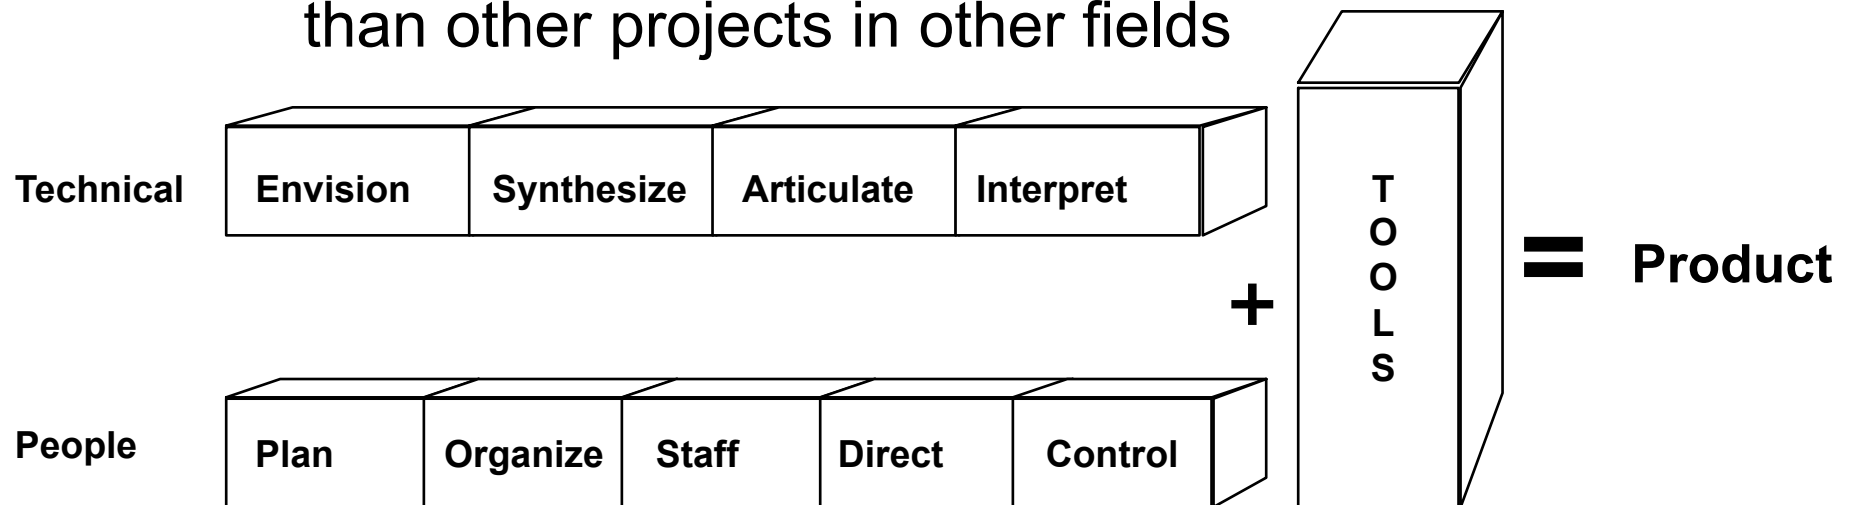 than other projects in other fields
Technical
Envision Synthesize Articulate Interpret
T
O
O
L
S
+
= Product
People
Plan Organize Staff Direct Control